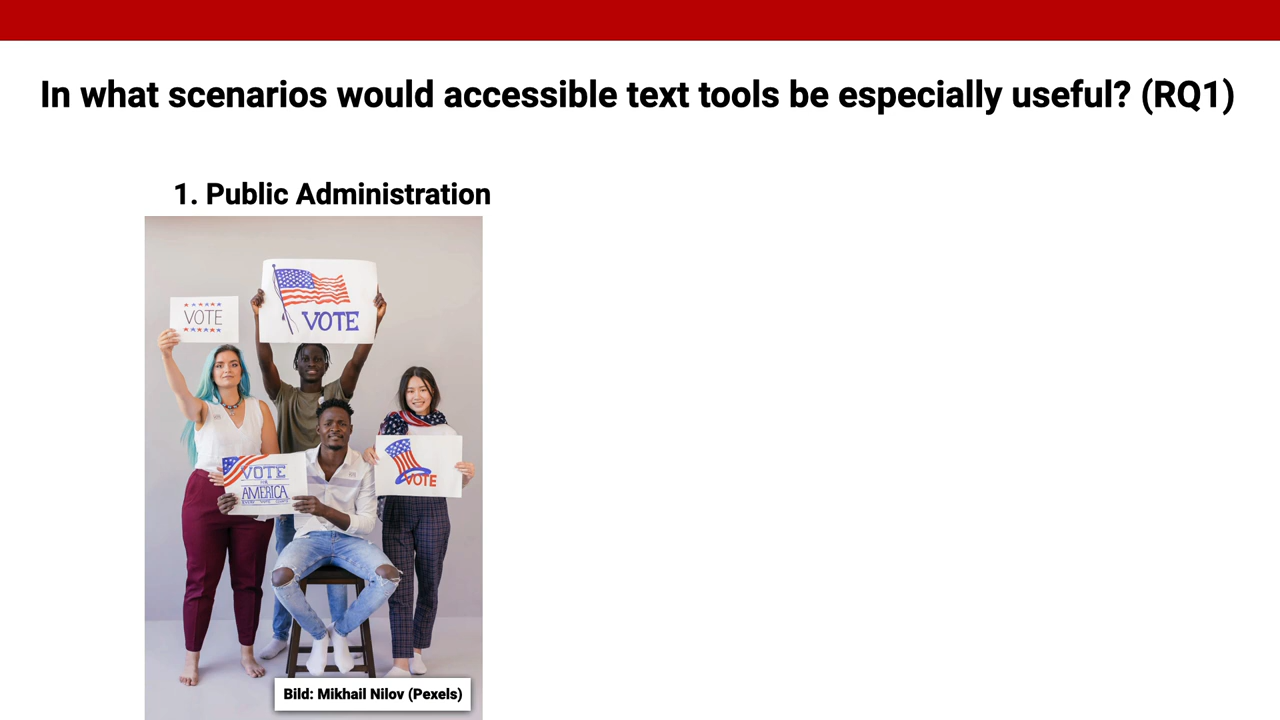 In what scenarios would accessible text tools be especially useful? (RQ1)
1. Public Administration
VOTE
VOTE
VOTE
AMERICA
VOTE
Bild: Mikhail Nilov (Pexels)